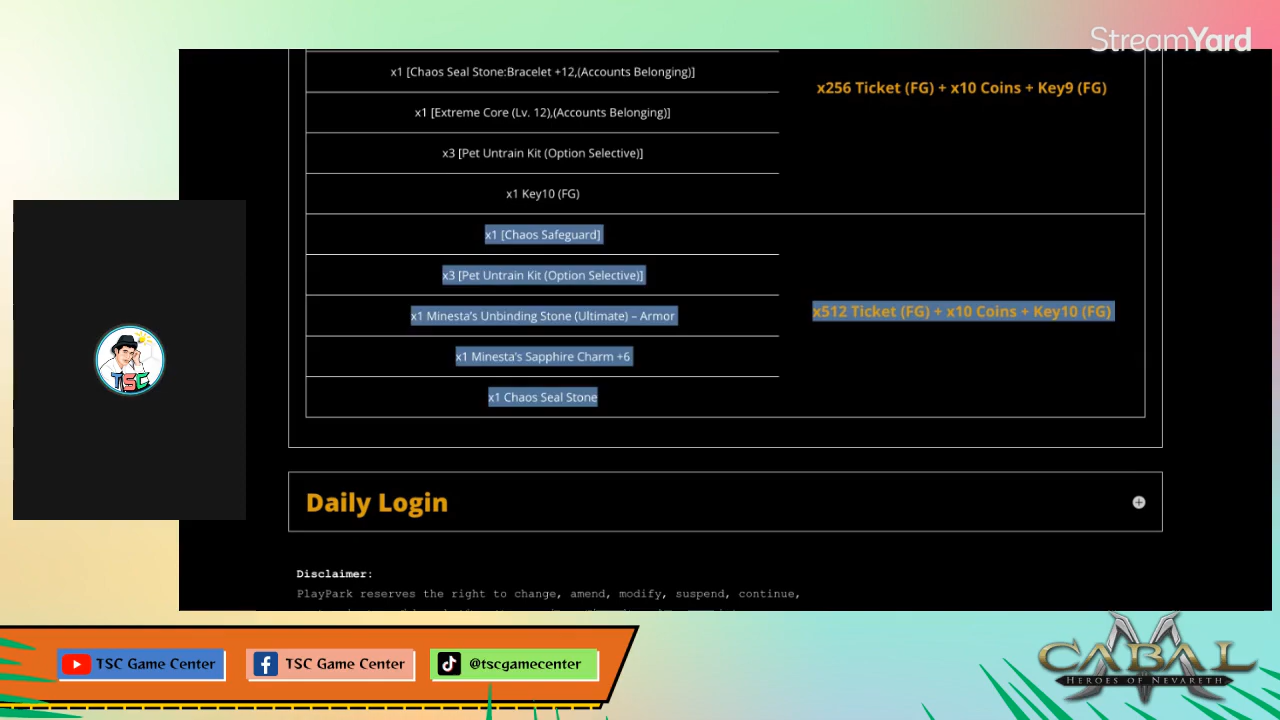 StreamYard
x1 [Chaos Seal Stone:Bracelet +12,(Accounts Belonging)]
x256 Ticket (FG) + x10 Coins + Key9 (FG)
x1 [Extreme Core (Lv. 12),(Accounts Belonging)]
x3 [Pet Untrain Kit (Option Selective)]
x1 Key10 (FG)
x1 [Chaos Safeguard]
x3 [Pet Untrain Kit (Option Selective)]
x512 Ticket (FG) + x10 Coins + Key10 (FG)
x1 Minesta's Unbinding Stone (Ultimate) – Armor
x1 Minesta's Sapphire Charm +6
x1 Chaos Seal Stone
TSC
Daily Login
Disclaimer:
PlayPark reserves the right to change, amend, modify, suspend, continue,
TSC Game Center
TSC Game Center
@tscgamecenter
CABAL
HEROES OF NEVARETH